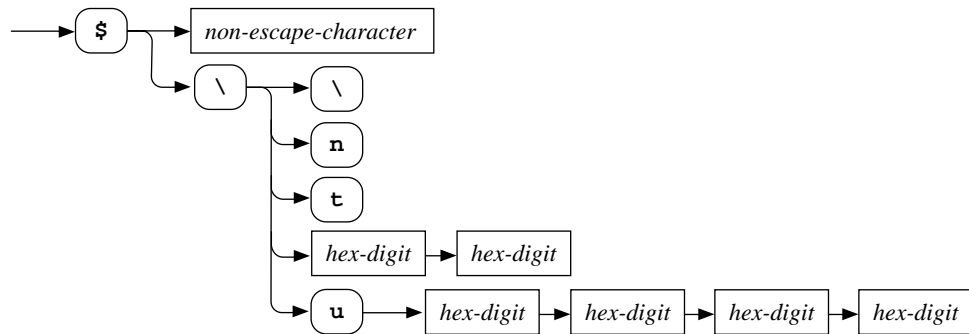 $ non-escape-character
\ \
n
t
hex-digit hex-digit
u hex-digit hex-digit hex-digit hex-digit